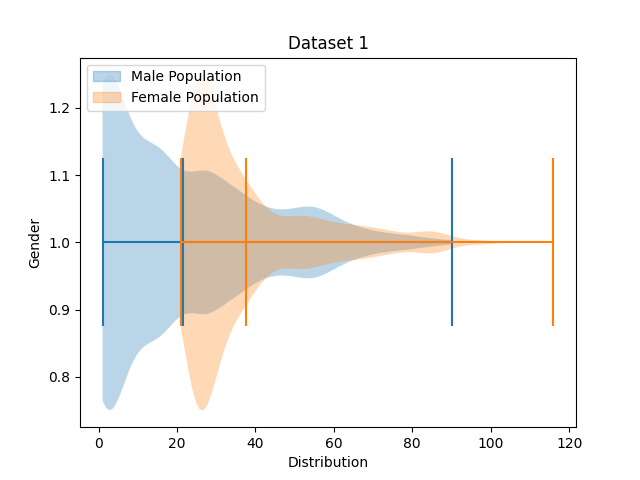 Dataset 1
Male Population
Female Population
1.2
1.1
1.0
0.9
0.8
Gender
0 20 40 60 80 100 120
Distribution